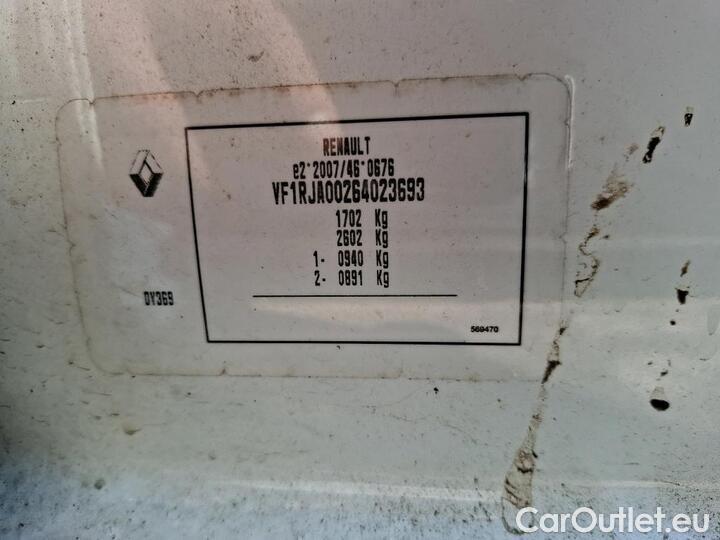 RENAULT
e2*2007/46*0676
VF1RJA00264023693
1702 Kg
2602 Kg
1- 0940 Kg
2- 0891 Kg
DY369
569470
CarOutlet.eu